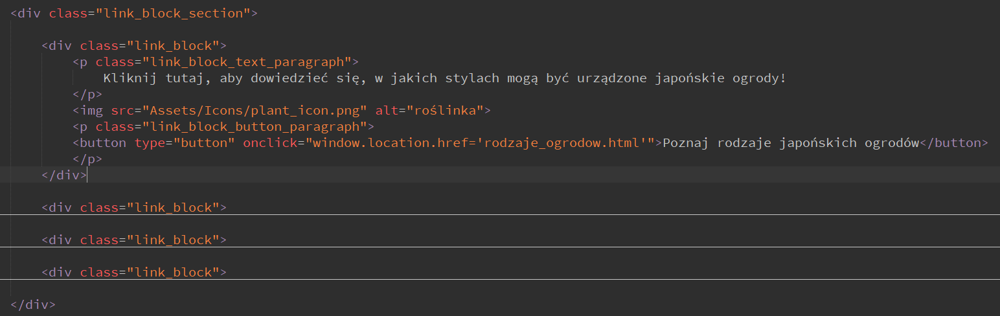 <div class="link_block_section">
<div class="link_block">
<p class="link_block_text_paragraph">
Kliknij tutaj, aby dowiedzieć się, w jakich stylach mogą być urządzone japońskie ogrody!
</p>
<img src="Assets/Icons/plant_icon.png" alt="roślinka">
<p class="link_block_button_paragraph">
<button type="button" onclick="window.location.href='rodzaje_ogrodow.html'">Poznaj rodzaje japońskich ogrodów</button>
</p>
</div>
<div class="link_block">
<div class="link_block">
<div class="link_block">
</div>